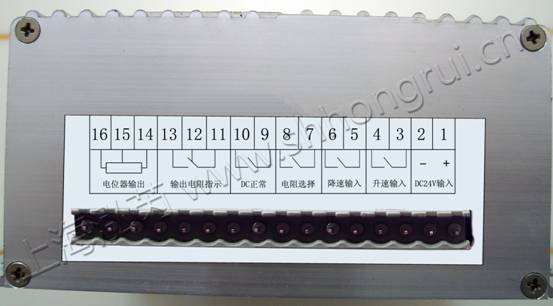 16 15 14 13 12 11 10 9 8 7 6 5 4 3 2 1
- +
电位器输出 输出电阻指示 DC正常 电阻选择 降速输入 升速输入 DC24V输入
www.shhongrui.cn